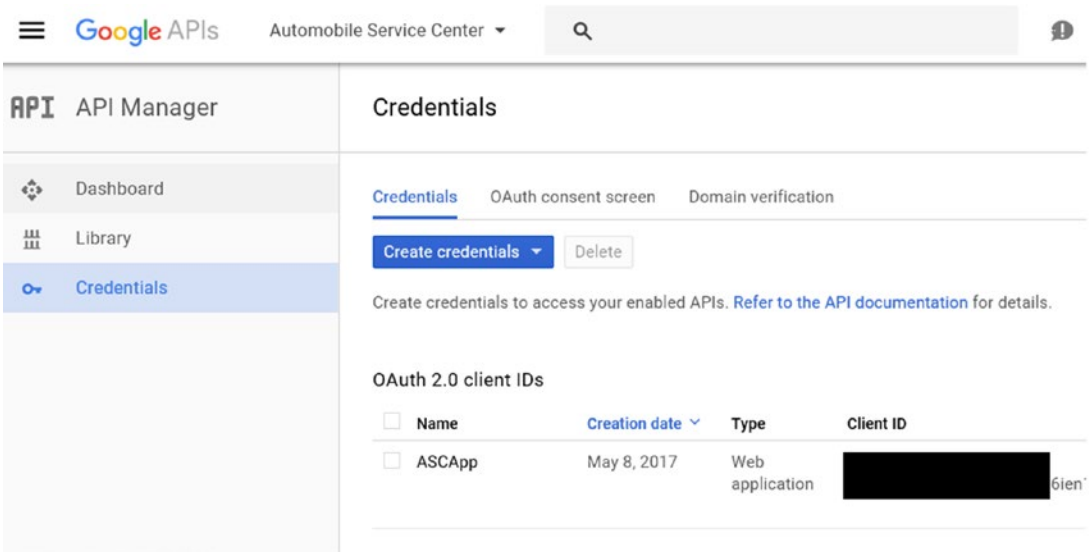 Google APIs Automobile Service Center
API API Manager
Credentials
Dashboard
Library
Credentials
Credentials OAuth consent screen Domain verification
Create credentials Delete
Create credentials to access your enabled APIs. Refer to the API documentation for details.
OAuth 2.0 client IDs
Name Creation date Type Client ID
ASCApp May 8, 2017 Web
application 6ien